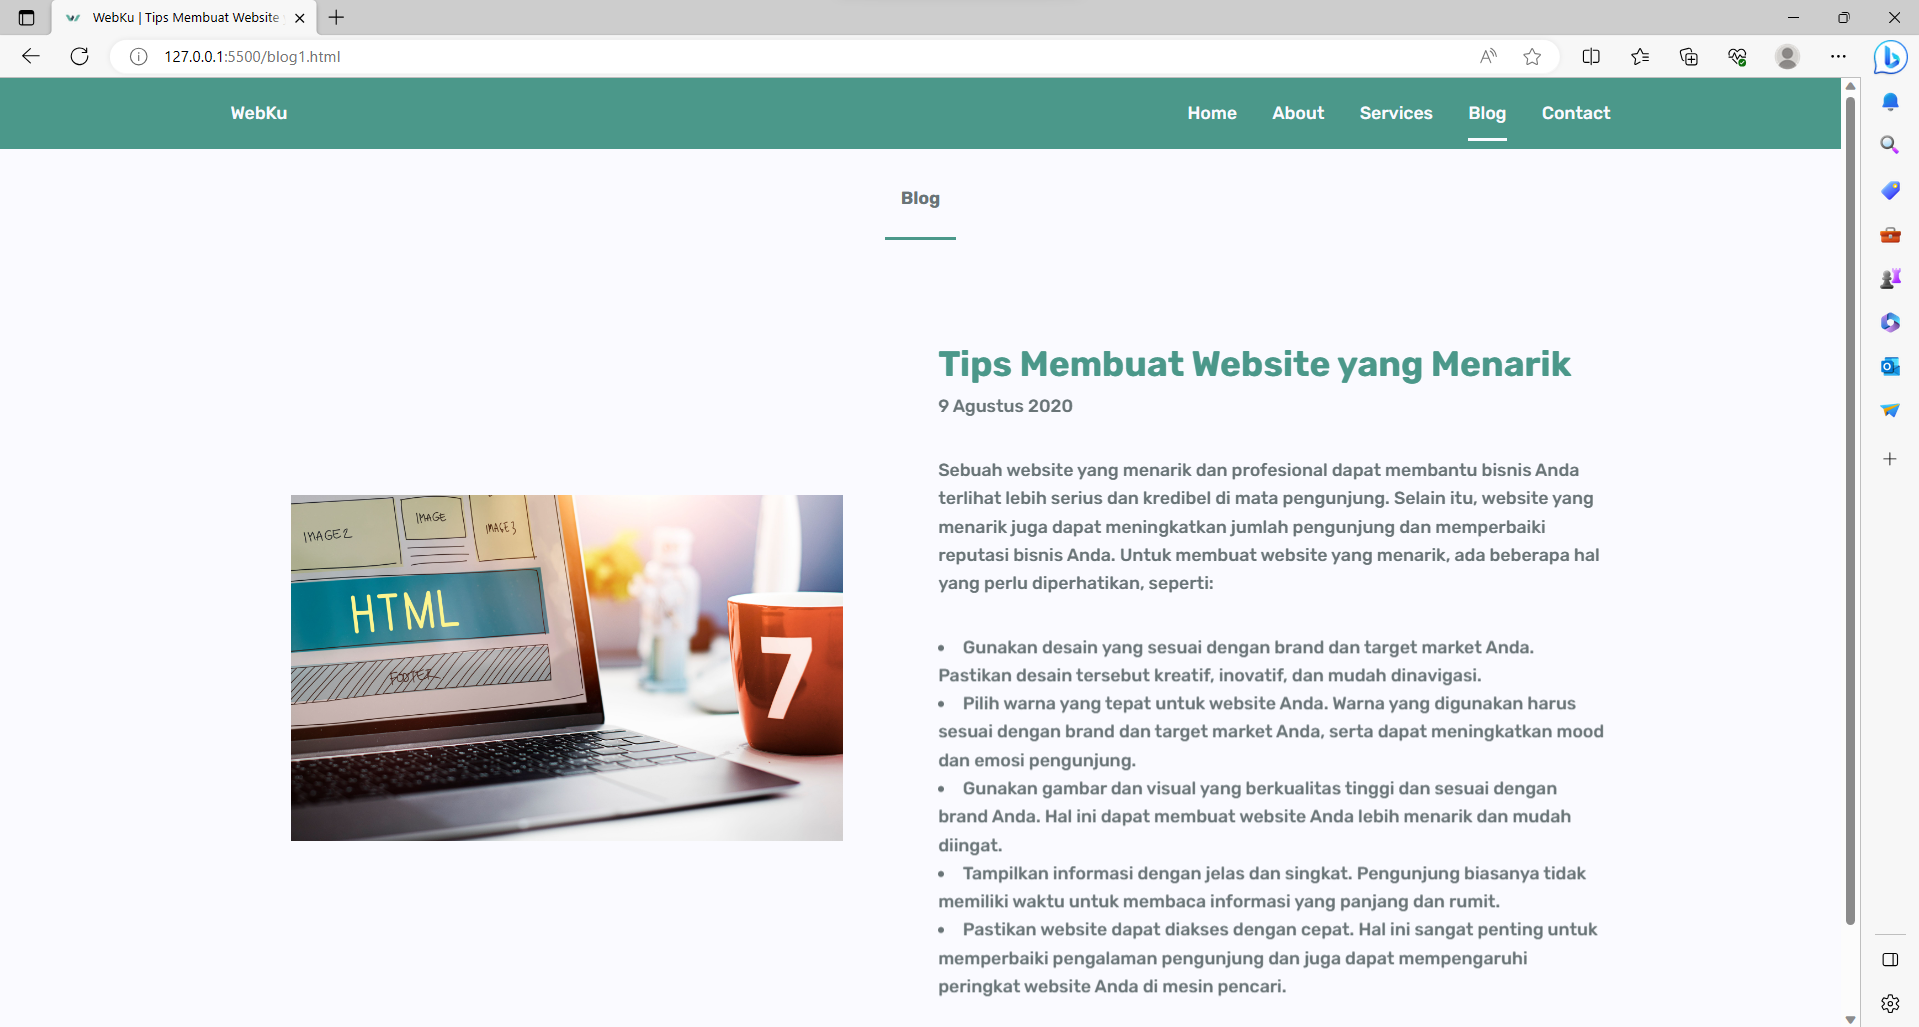 WebKu | Tips Membuat Website
127.0.0.1:5500/blog1.html
WebKu
Home About Services Blog Contact
Blog
Tips Membuat Website yang Menarik
9 Agustus 2020
Sebuah website yang menarik dan profesional dapat membantu bisnis Anda
terlihat lebih serius dan kredibel di mata pengunjung. Selain itu, website yang
menarik juga dapat meningkatkan jumlah pengunjung dan memperbaiki
reputasi bisnis Anda. Untuk membuat website yang menarik, ada beberapa hal
yang perlu diperhatikan, seperti:
• Gunakan desain yang sesuai dengan brand dan target market Anda.
Pastikan desain tersebut kreatif, inovatif, dan mudah dinavigasi.
• Pilih warna yang tepat untuk website Anda. Warna yang digunakan harus
sesuai dengan brand dan target market Anda, serta dapat meningkatkan mood
dan emosi pengunjung.
• Gunakan gambar dan visual yang berkualitas tinggi dan sesuai dengan
brand Anda. Hal ini dapat membuat website Anda lebih menarik dan mudah
diingat.
• Tampilkan informasi dengan jelas dan singkat. Pengunjung biasanya tidak
memiliki waktu untuk membaca informasi yang panjang dan rumit.
• Pastikan website dapat diakses dengan cepat. Hal ini sangat penting untuk
memperbaiki pengalaman pengunjung dan juga dapat mempengaruhi
peringkat website Anda di mesin pencari.
IMAGE2
IMAGE
IMAGE3
HTML
FOOTER
7